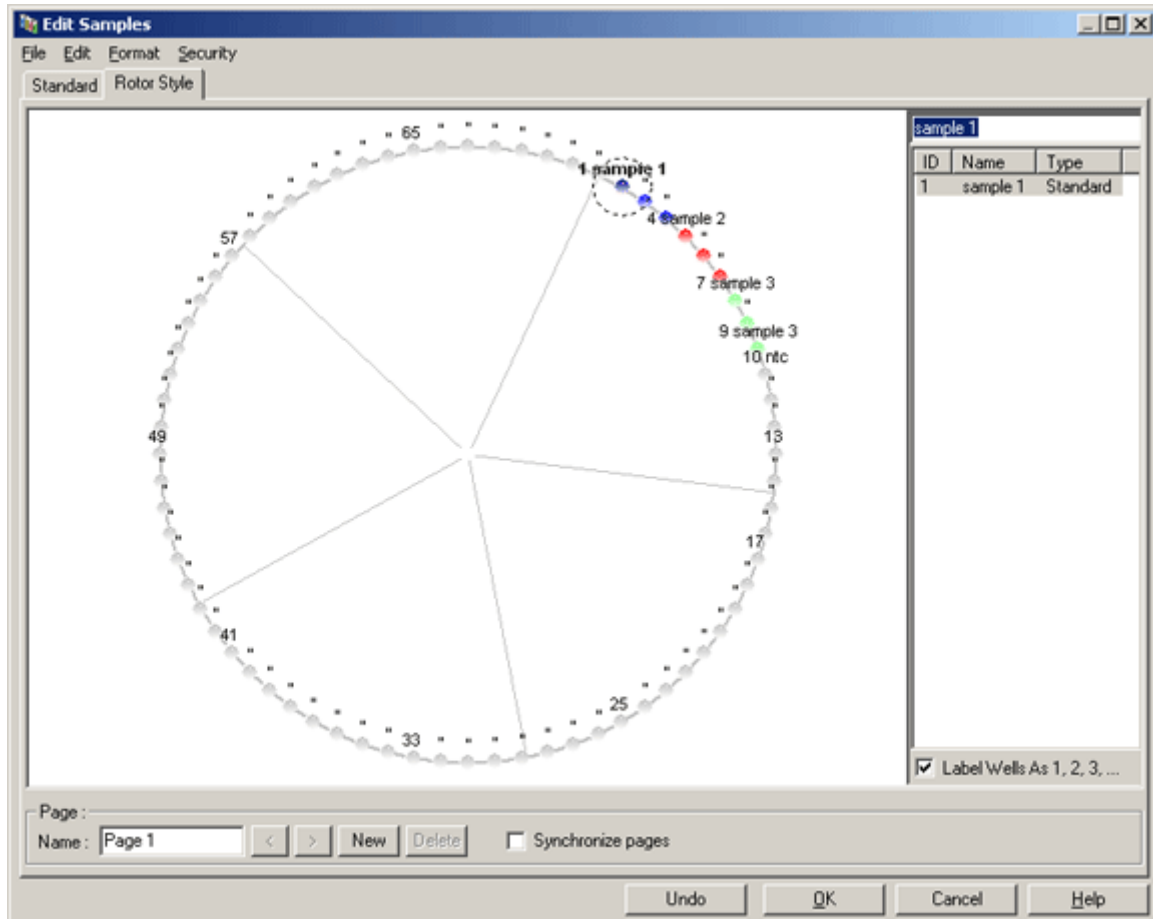 Edit Samples
File Edit Format Security
Standard Rotor Style
65
1 sample 1
4 sample 2
57
7 sample 3
9 sample 3
10 ntc
49
13
17
41
25
33
sample 1
ID Name Type
1 sample 1 Standard
Label Wells As 1, 2, 3, ...
Page :
Name : Page 1 < > New Delete Synchronize pages
Undo OK Cancel Help